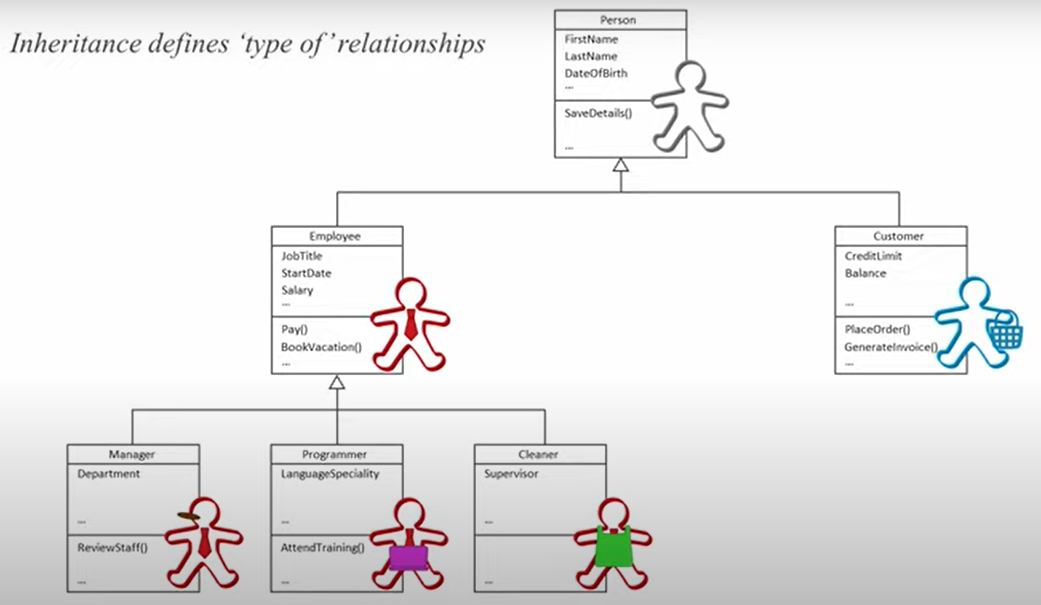 Inheritance defines ‘type of’ relationships
Person
FirstName
LastName
DateOfBirth
...
SaveDetails()
...
Employee
JobTitle
StartDate
Salary
...
Pay()
BookVacation()
...
Customer
CreditLimit
Balance
...
PlaceOrder()
GenerateInvoice()
...
Manager
Department
...
ReviewStaff()
...
Programmer
LanguageSpeciality
...
AttendTraining()
...
Cleaner
Supervisor
...
...